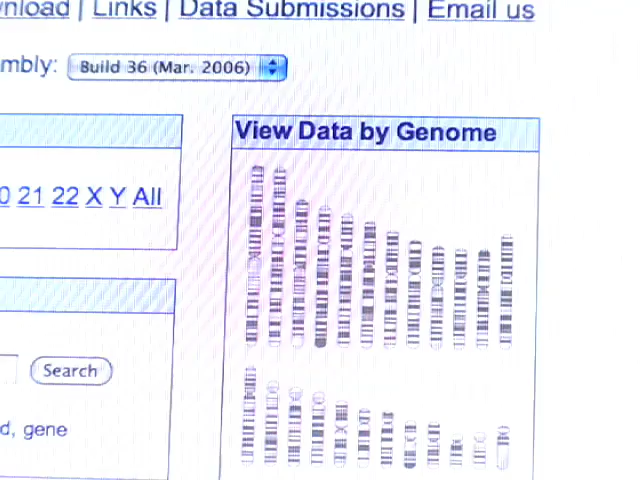 Links | Data Submissions | Email us
Build 36 (Mar. 2006)
View Data by Genome
21 22 X Y All
Search
gene